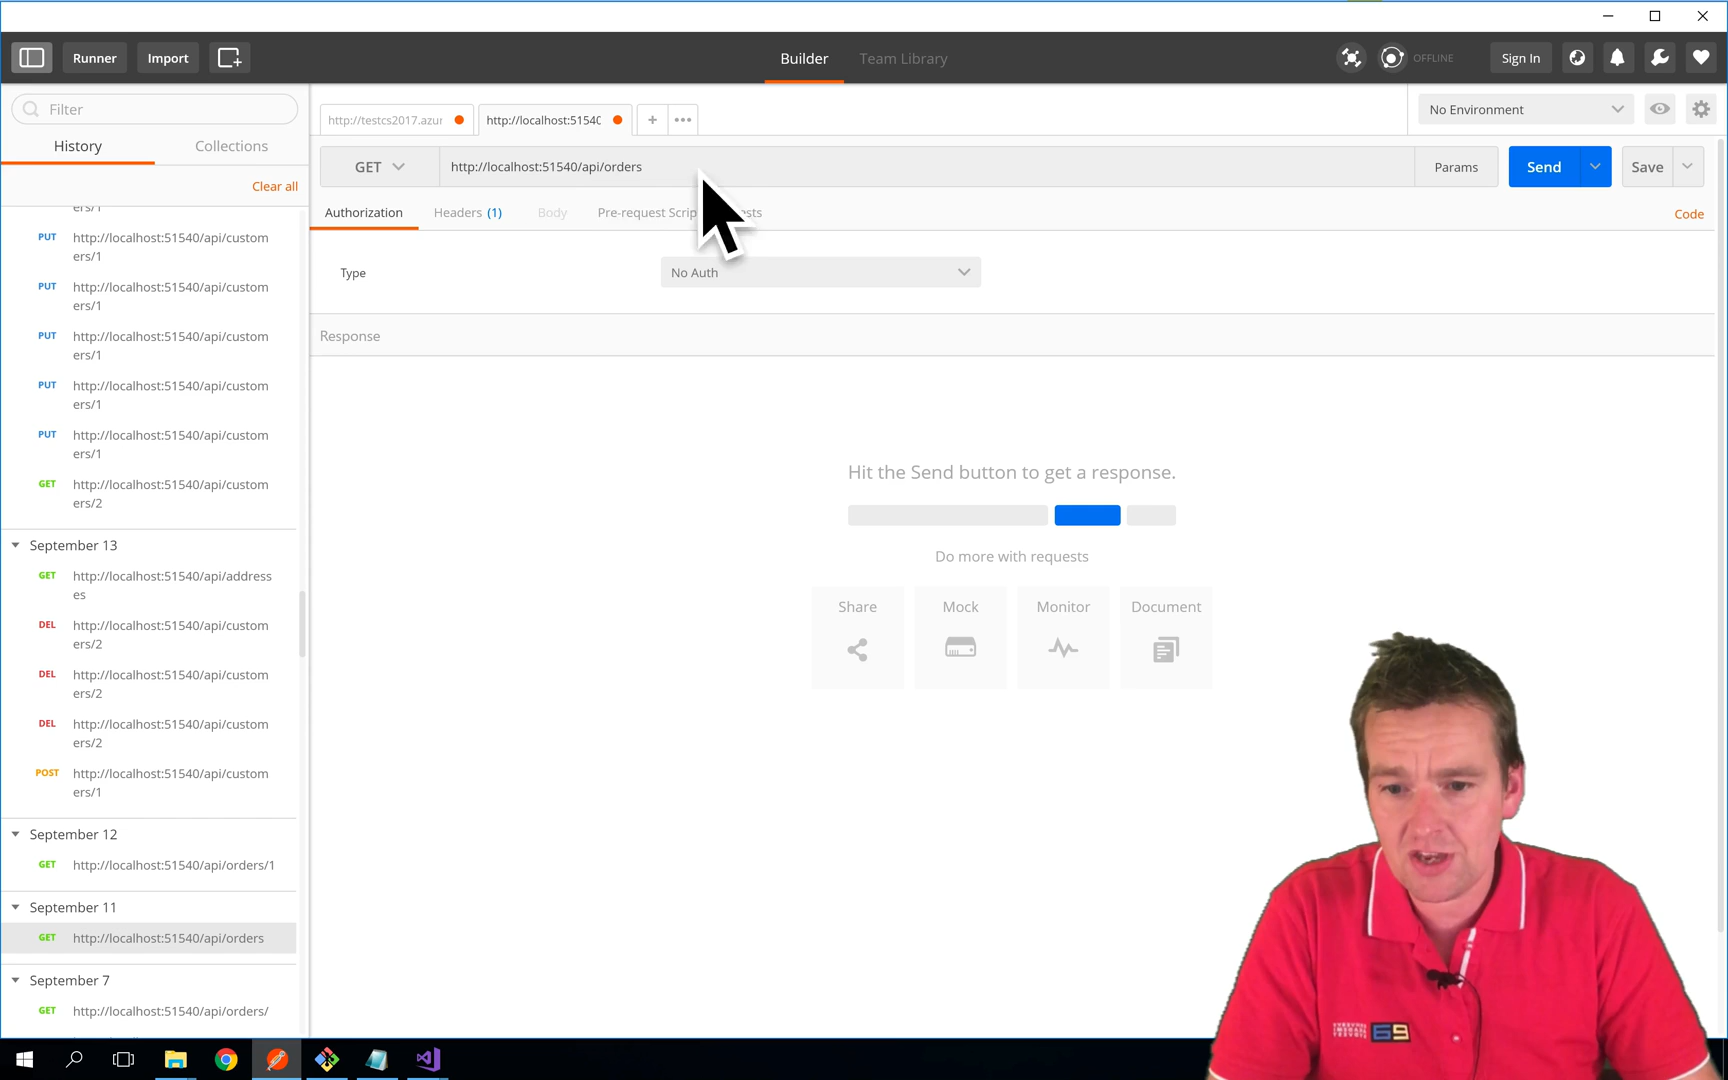 Runner
Import
Builder
Team Library
OFFLINE
Sign In
Filter
History
Collections
Clear all
ers/1
PUT http://localhost:51540/api/custom
ers/1
PUT http://localhost:51540/api/custom
ers/1
PUT http://localhost:51540/api/custom
ers/1
PUT http://localhost:51540/api/custom
ers/1
PUT http://localhost:51540/api/custom
ers/1
GET http://localhost:51540/api/custom
ers/2
September 13
GET http://localhost:51540/api/address
es
DEL http://localhost:51540/api/custom
ers/2
DEL http://localhost:51540/api/custom
ers/2
DEL http://localhost:51540/api/custom
ers/2
POST http://localhost:51540/api/custom
ers/1
September 12
GET http://localhost:51540/api/orders/1
September 11
GET http://localhost:51540/api/orders
September 7
GET http://localhost:51540/api/orders/
http://testcs2017.azur
http://localhost:5154(
No Environment
GET
http://localhost:51540/api/orders
Params
Send
Save
Authorization
Headers (1)
Body
Pre-request Scrip
sts
Code
Type
No Auth
Response
Hit the Send button to get a response.
Do more with requests
Share
Mock
Monitor
Document
69